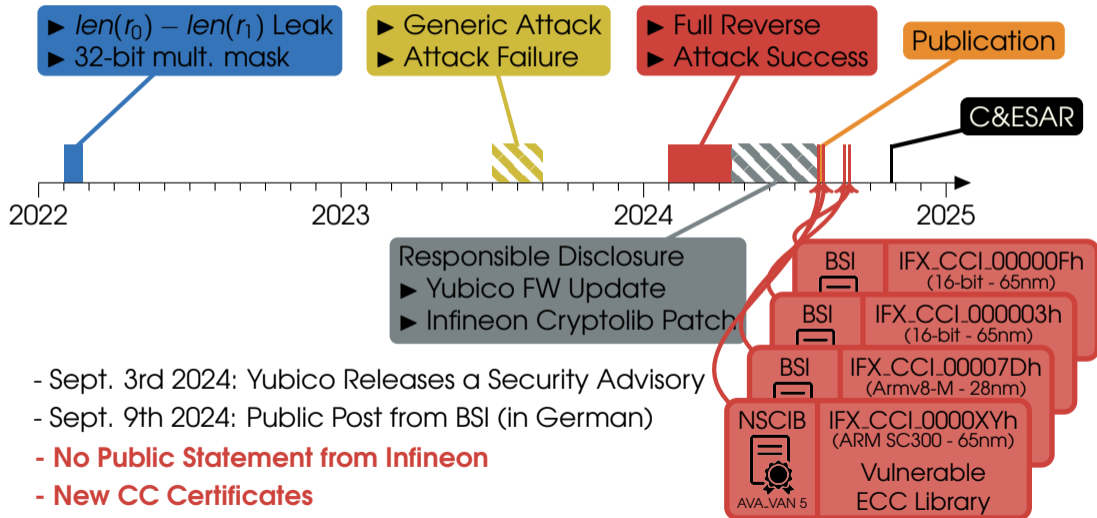 ► len(r₀) − len(r₁) Leak
► 32-bit mult. mask
► Generic Attack
► Attack Failure
► Full Reverse
► Attack Success
Publication
C&ESAR
2022
2023
2024
2025
Responsible Disclosure
► Yubico FW Update
► Infineon Cryptolib Patch
BSI
IFX_CCI_00000Fh
(16-bit - 65nm)
BSI
IFX_CCI_000003h
(16-bit - 65nm)
BSI
IFX_CCI_00007Dh
(Armv8-M - 28nm)
NSCIB
IFX_CCI_0000XYh
(ARM SC300 - 65nm)
Vulnerable
ECC Library
AVA_VAN 5
- Sept. 3rd 2024: Yubico Releases a Security Advisory
- Sept. 9th 2024: Public Post from BSI (in German)
- No Public Statement from Infineon
- New CC Certificates